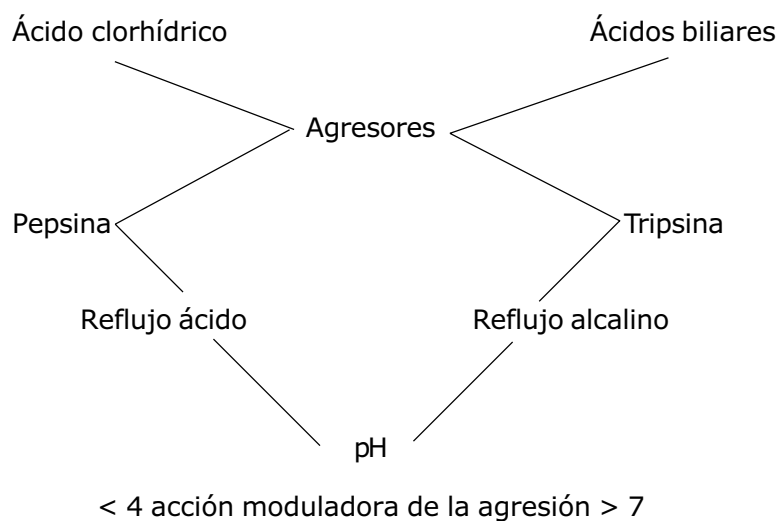 Ácido clorhídrico Ácidos biliares
Agresores
Pepsina Tripsina
Reflujo ácido Reflujo alcalino
pH
< 4 acción moduladora de la agresión > 7